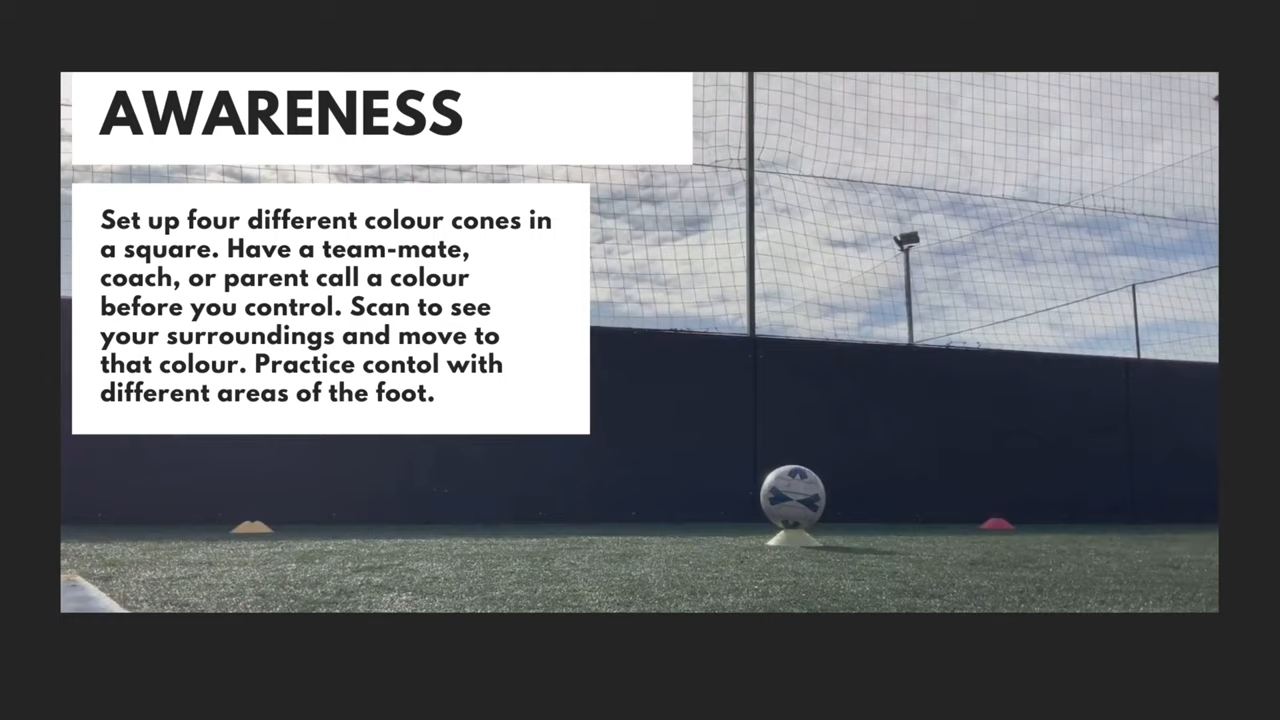 AWARENESS
Set up four different colour cones in
a square. Have a team-mate,
coach, or parent call a colour
before you control. Scan to see
your surroundings and move to
that colour. Practice contol with
different areas of the foot.